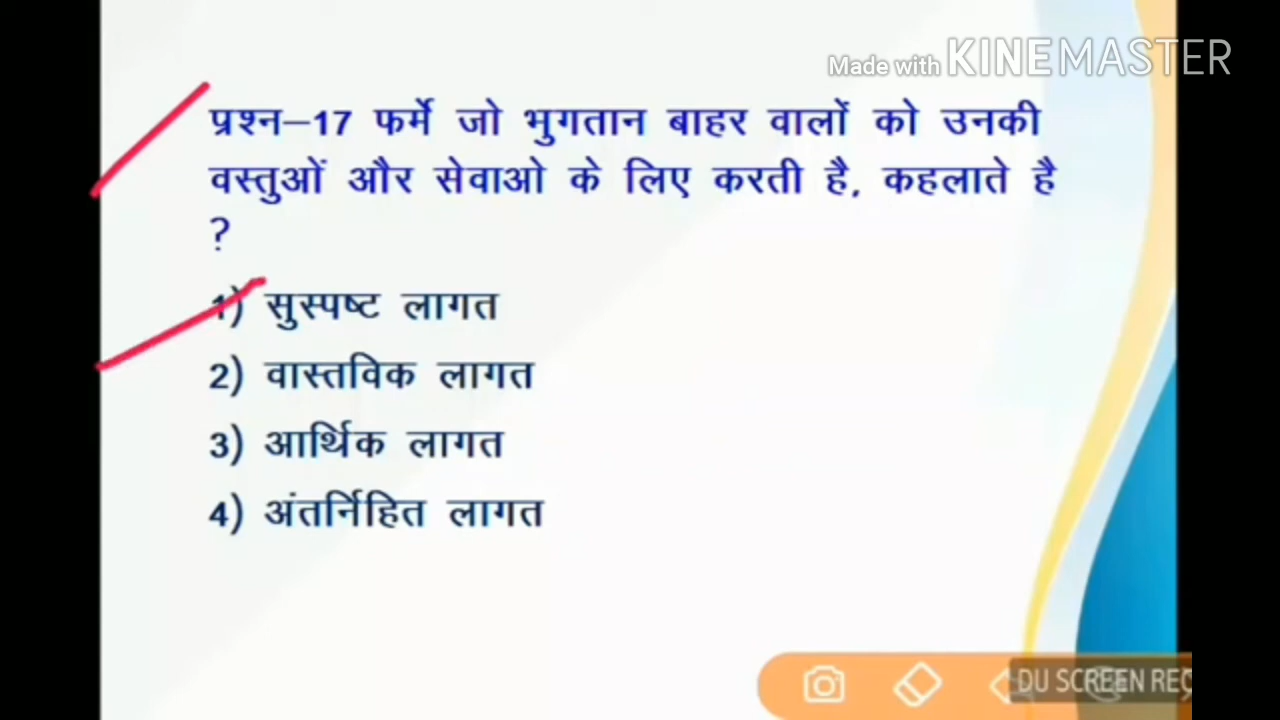 Made with KINEMASTER
प्रश्न–17 फर्में जो भुगतान बाहर वालों को उनकी
वस्तुओं और सेवाओ के लिए करती है, कहलाते है
?
1) सुस्पष्ट लागत
2) वास्तविक लागत
3) आर्थिक लागत
4) अंतर्निहित लागत
DU SCREEN REC